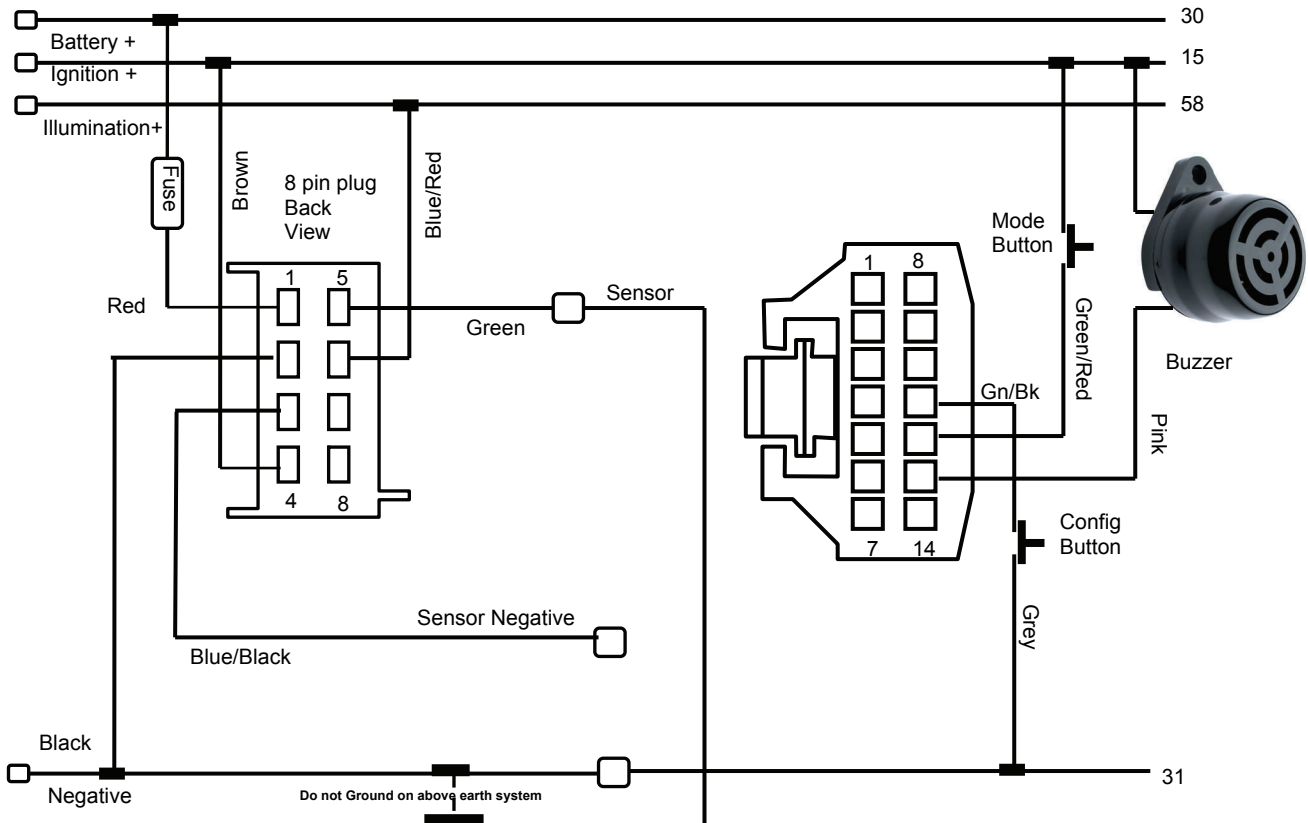 30
Battery +
15
Ignition +
58
Illumination+
Fuse
Brown
8 pin plug
Back
View
Blue/Red
Mode
Button
1 5
1 8
Red
Sensor
Green
Green/Red
Buzzer
Gn/Bk
Pink
4 8
7 14
Config
Button
Grey
Sensor Negative
Blue/Black
Black
Negative
Do not Ground on above earth system
31